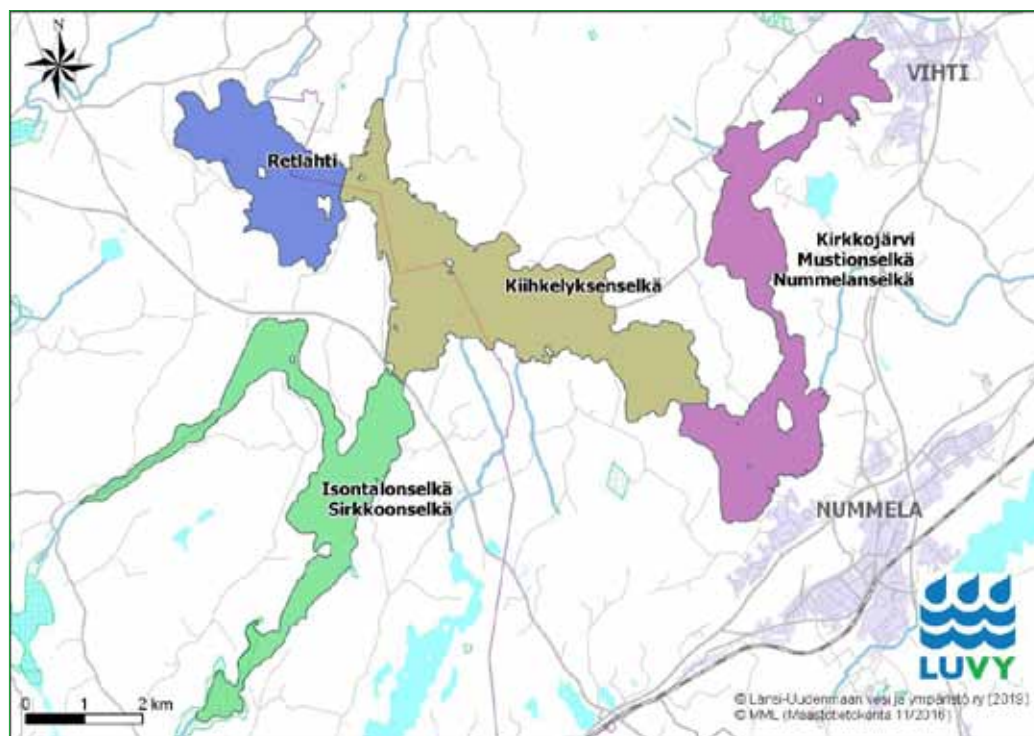 N
VIHTI
Retlahti
Kirkkojärvi
Mustionselkä
Nummelanselkä
Kiihkelyksenselkä
Isontalonselkä
Sirkkoonselkä
NUMMELA
LUVY
0 1 2 km
© Länsi-Uudenmaan vesi ja ympäristö ry (2019)
© MML (Maastotietokanta 11/2016)